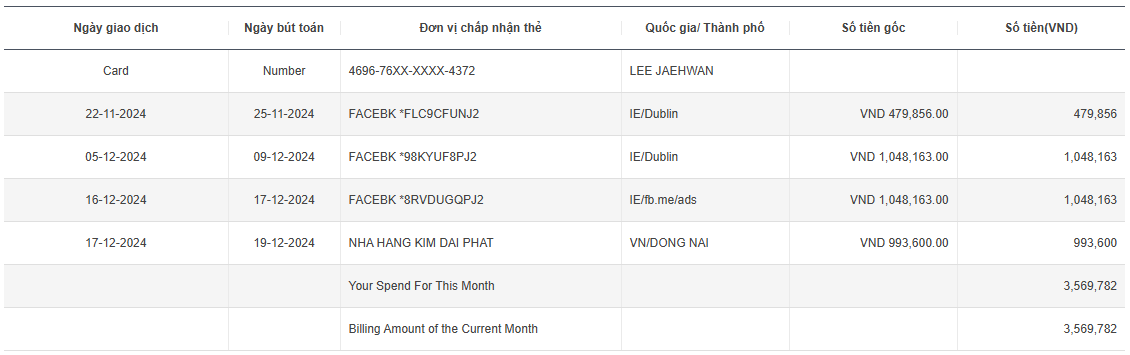 Ngày giao dịch Ngày bút toán Đơn vị chấp nhận thẻ Quốc gia/ Thành phố Số tiền gốc Số tiền(VND)
Card Number 4696-76XX-XXXX-4372 LEE JAEHWAN
22-11-2024 25-11-2024 FACEBK *FLC9CFUNJ2 IE/Dublin VND 479,856.00 479,856
05-12-2024 09-12-2024 FACEBK *98KYUF8PJ2 IE/Dublin VND 1,048,163.00 1,048,163
16-12-2024 17-12-2024 FACEBK *8RVDUGQPJ2 IE/fb.me/ads VND 1,048,163.00 1,048,163
17-12-2024 19-12-2024 NHA HANG KIM DAI PHAT VN/DONG NAI VND 993,600.00 993,600
Your Spend For This Month 3,569,782
Billing Amount of the Current Month 3,569,782